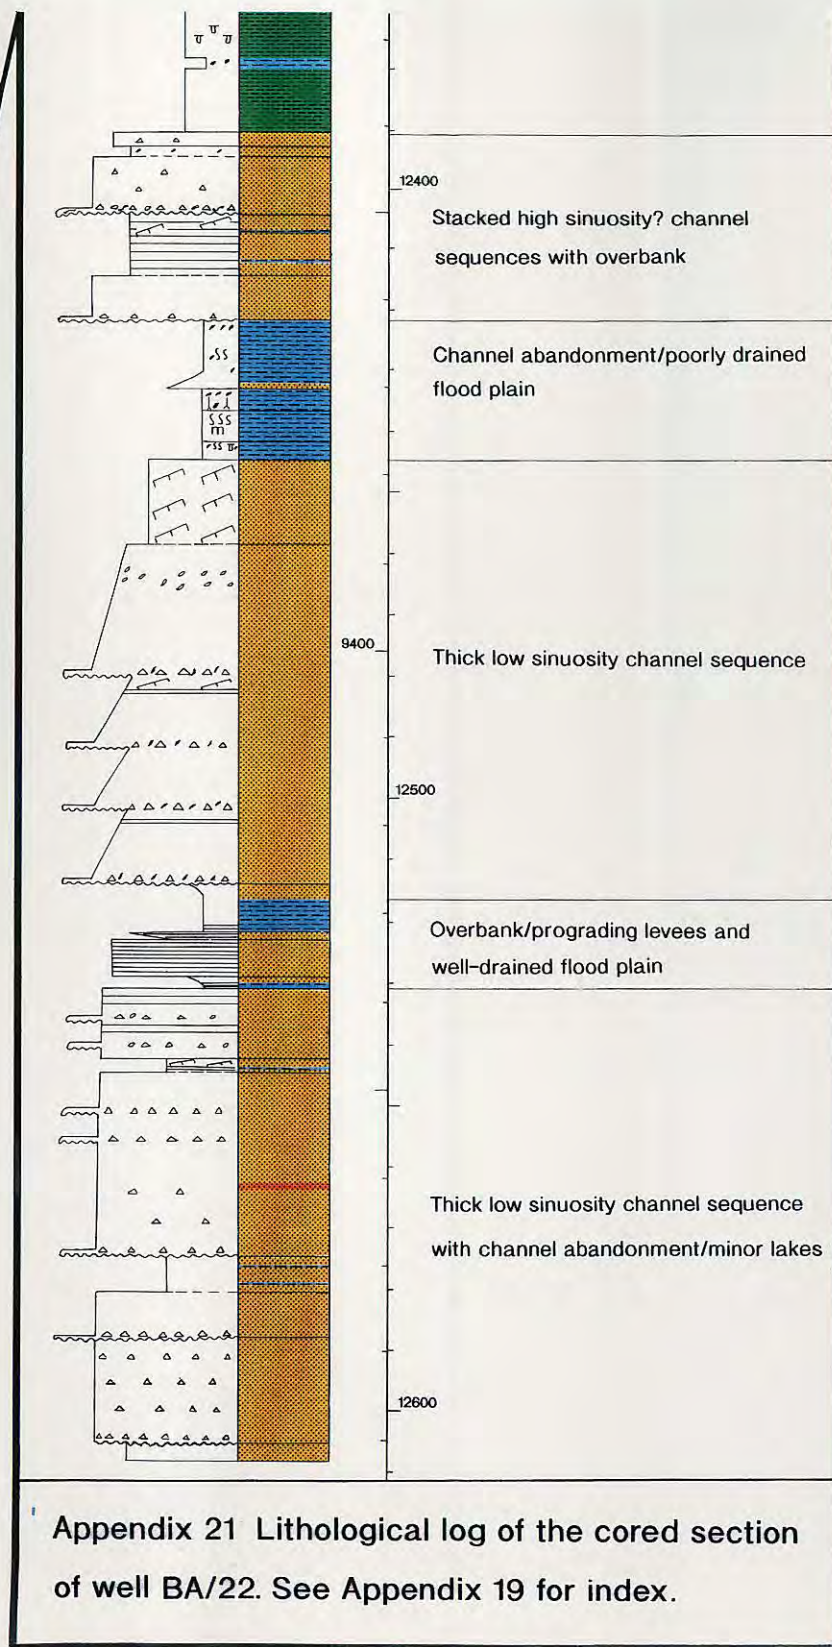 12400
Stacked high sinuosity? channel
sequences with overbank
Channel abandonment/poorly drained
flood plain
9400
Thick low sinuosity channel sequence
12500
Overbank/prograding levees and
well-drained flood plain
Thick low sinuosity channel sequence
with channel abandonment/minor lakes
12600
Appendix 21 Lithological log of the cored section
of well BA/22. See Appendix 19 for index.